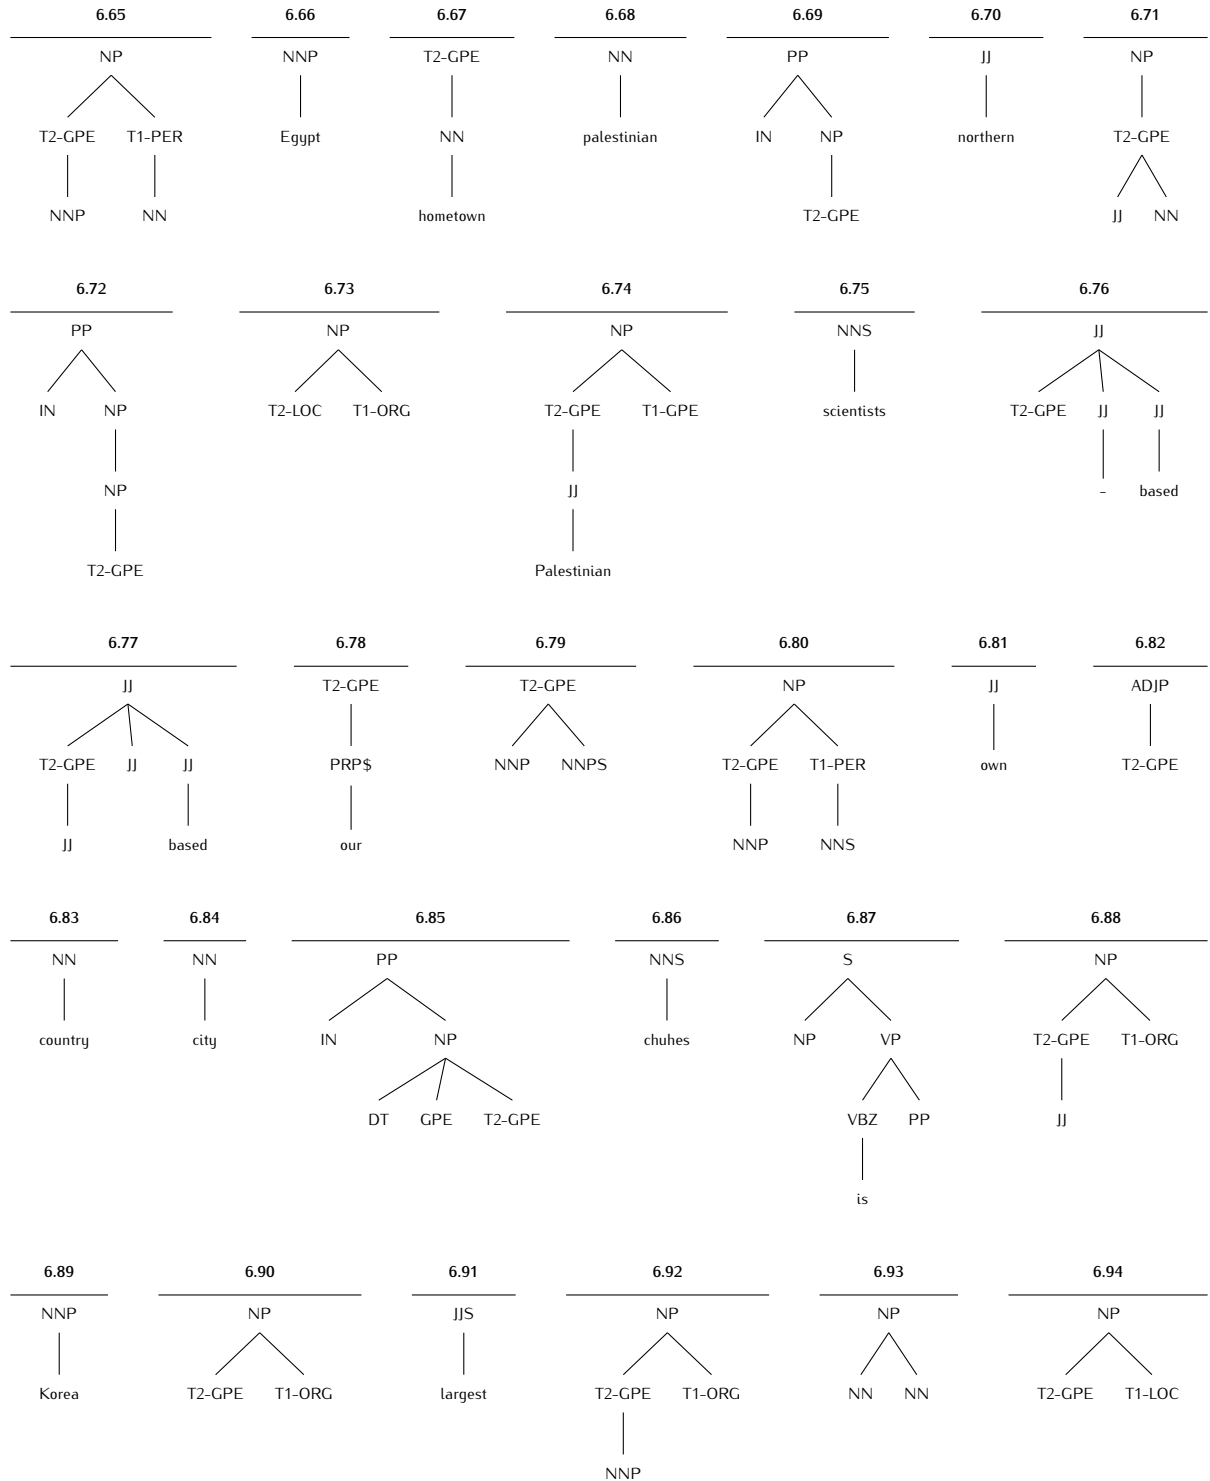 6.65 6.66 6.67 6.68 6.69 6.70 6.71
NP NNP T2-GPE NN PP JJ NP
T2-GPE T1-PER Egypt NN palestinian IN NP northern T2-GPE
NNP NN hometown T2-GPE JJ NN
6.72 6.73 6.74 6.75 6.76
PP NP NP NNS JJ
IN NP T2-LOC T1-ORG T2-GPE T1-GPE scientists T2-GPE JJ JJ
NP JJ - based
T2-GPE Palestinian
6.77 6.78 6.79 6.80 6.81 6.82
JJ T2-GPE T2-GPE NP JJ ADJP
T2-GPE JJ JJ PRP$ NNP NNPS T2-GPE T1-PER own T2-GPE
JJ based our NNP NNS
6.83 6.84 6.85 6.86 6.87 6.88
NN NN PP NNS S NP
country city IN NP chuhes NP VP T2-GPE T1-ORG
DT GPE T2-GPE VBZ PP JJ
is
6.89 6.90 6.91 6.92 6.93 6.94
NNP NP JJS NP NP NP
Korea T2-GPE T1-ORG largest T2-GPE T1-ORG NN NN T2-GPE T1-LOC
NNP